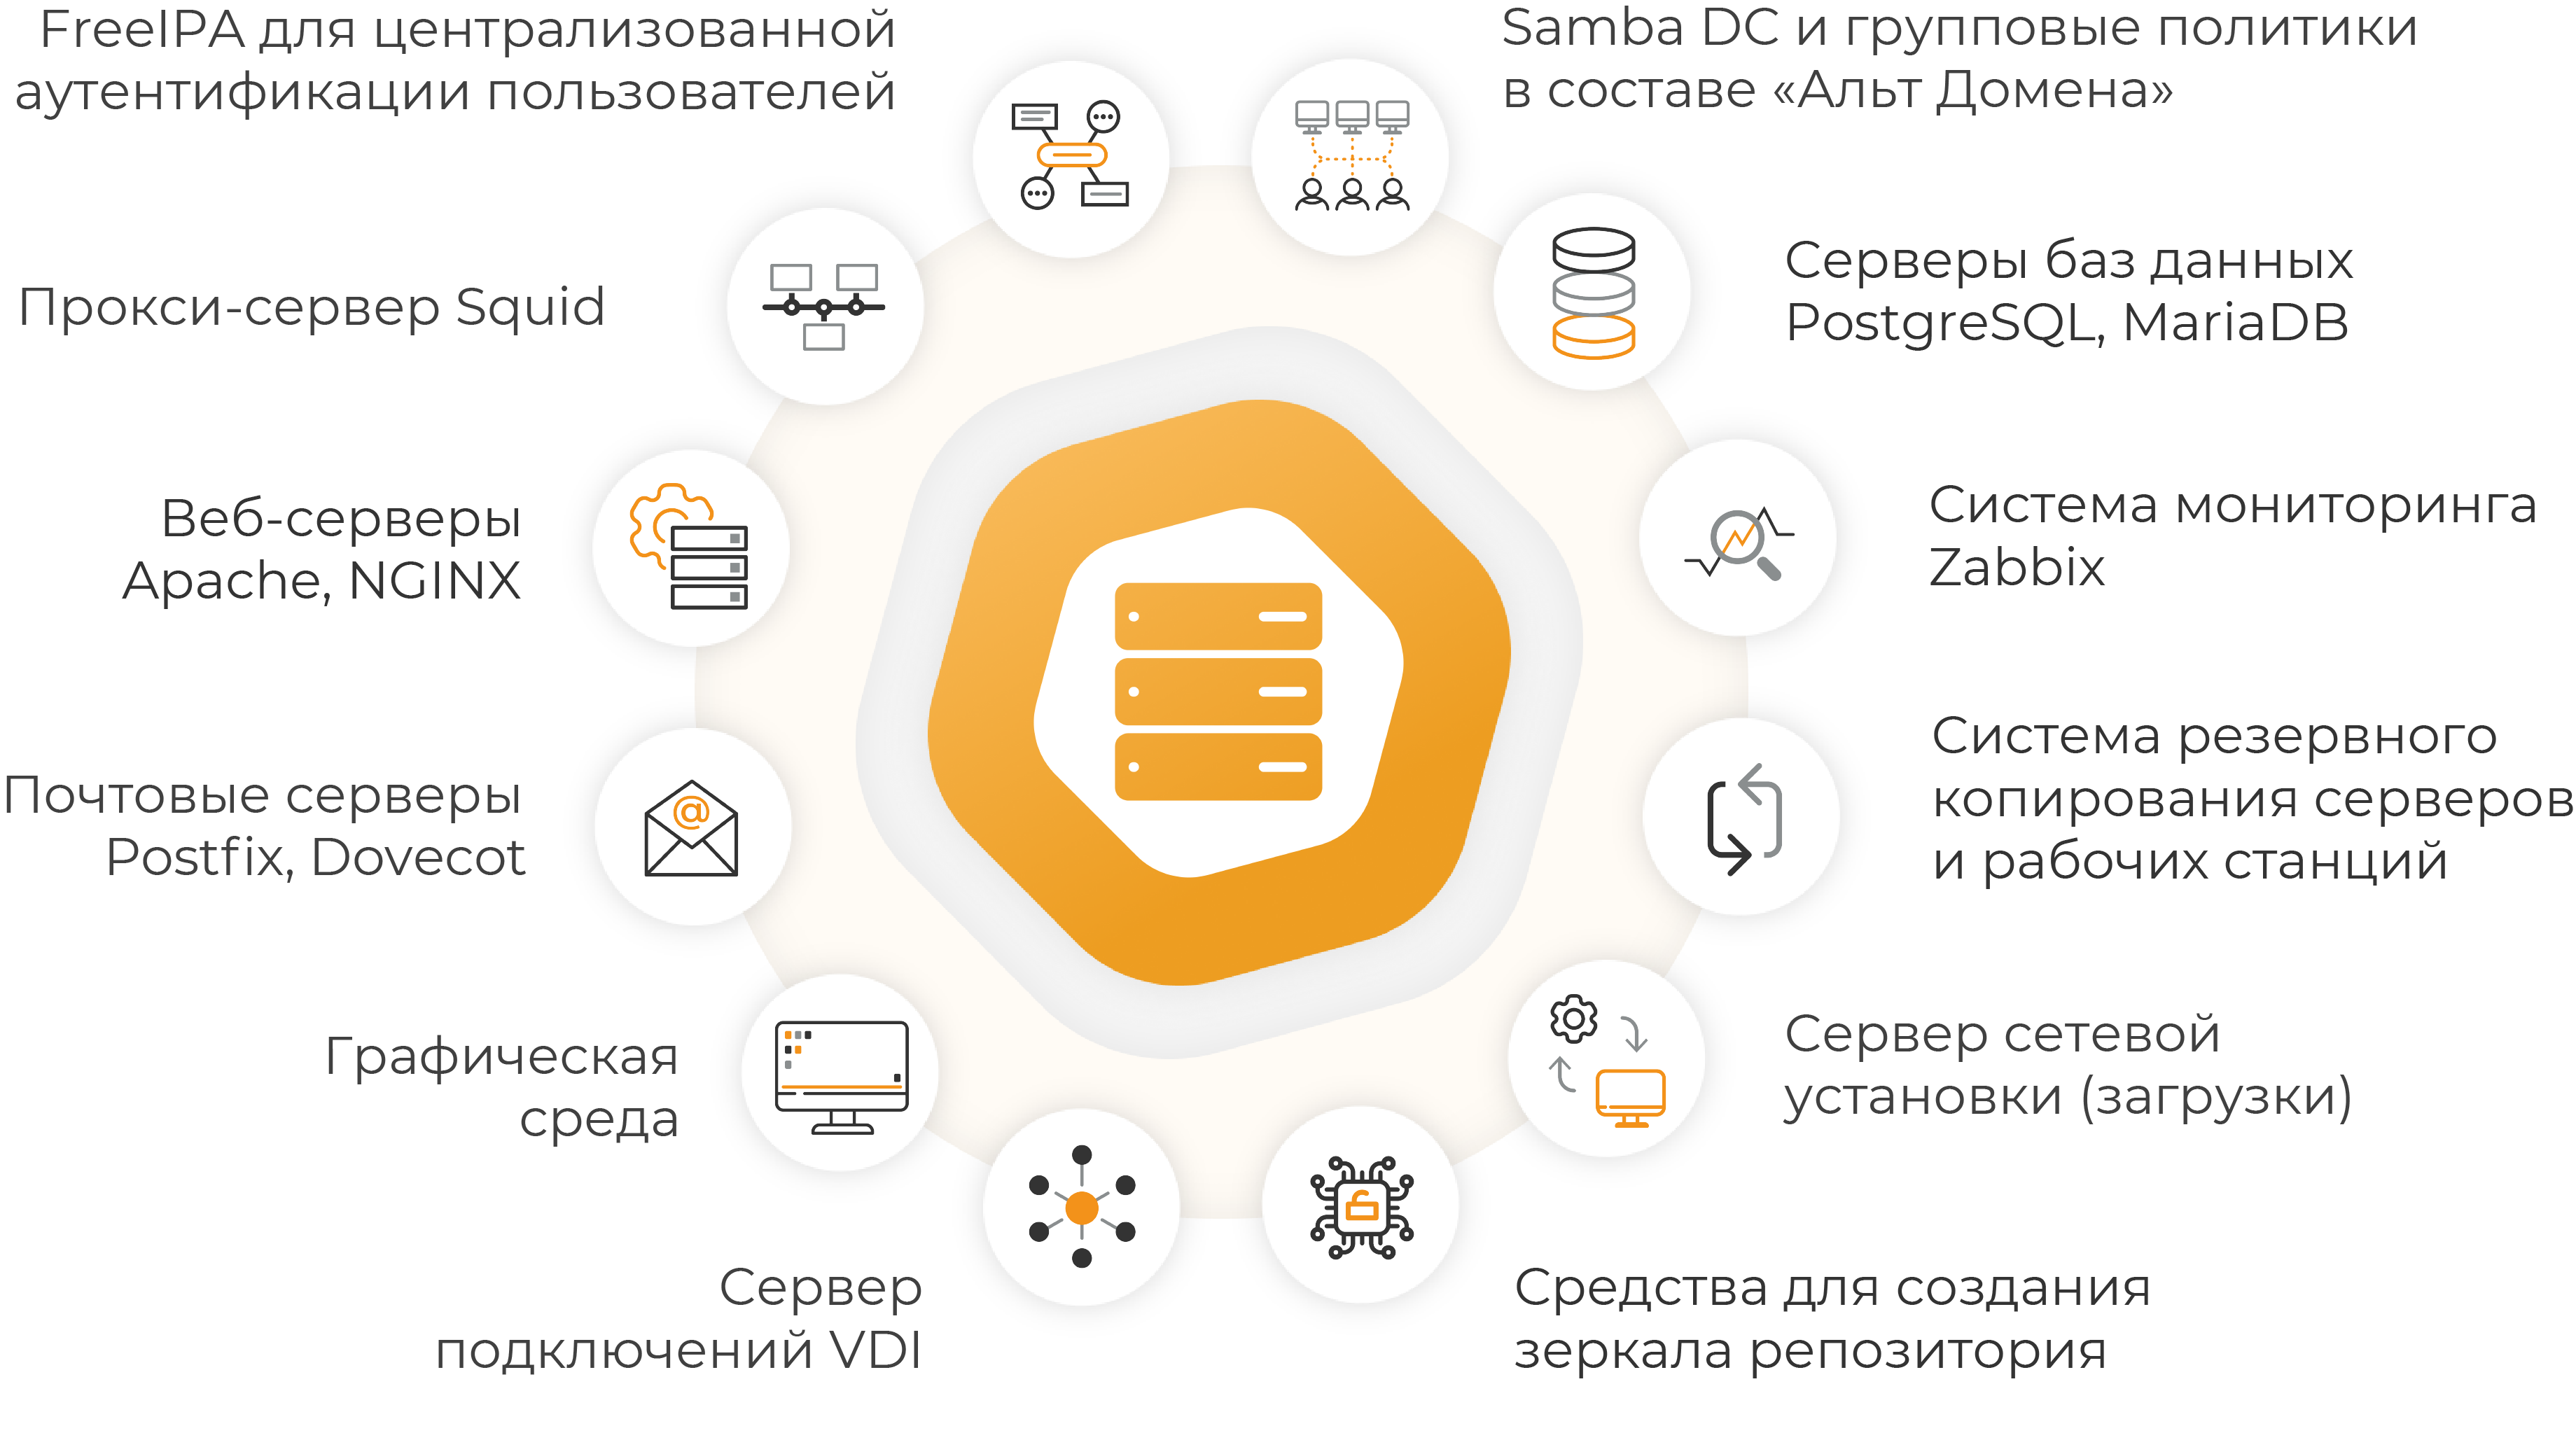 FreeIPA для централизованной
аутентификации пользователей
Samba DC и групповые политики
в составе «Альт Домена»
Прокси-сервер Squid
Серверы баз данных
PostgreSQL, MariaDB
Веб-серверы
Apache, NGINX
Система мониторинга
Zabbix
Почтовые серверы
Postfix, Dovecot
@
Система резервного
копирования серверов
и рабочих станций
Графическая
среда
Сервер сетевой
установки (загрузки)
Сервер
подключений VDI
Средства для создания
зеркала репозитория